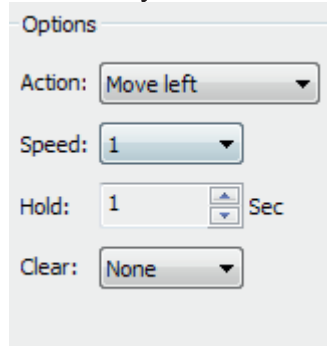 Options
Action: Move left
Speed: 1
Hold: 1 Sec
Clear: None